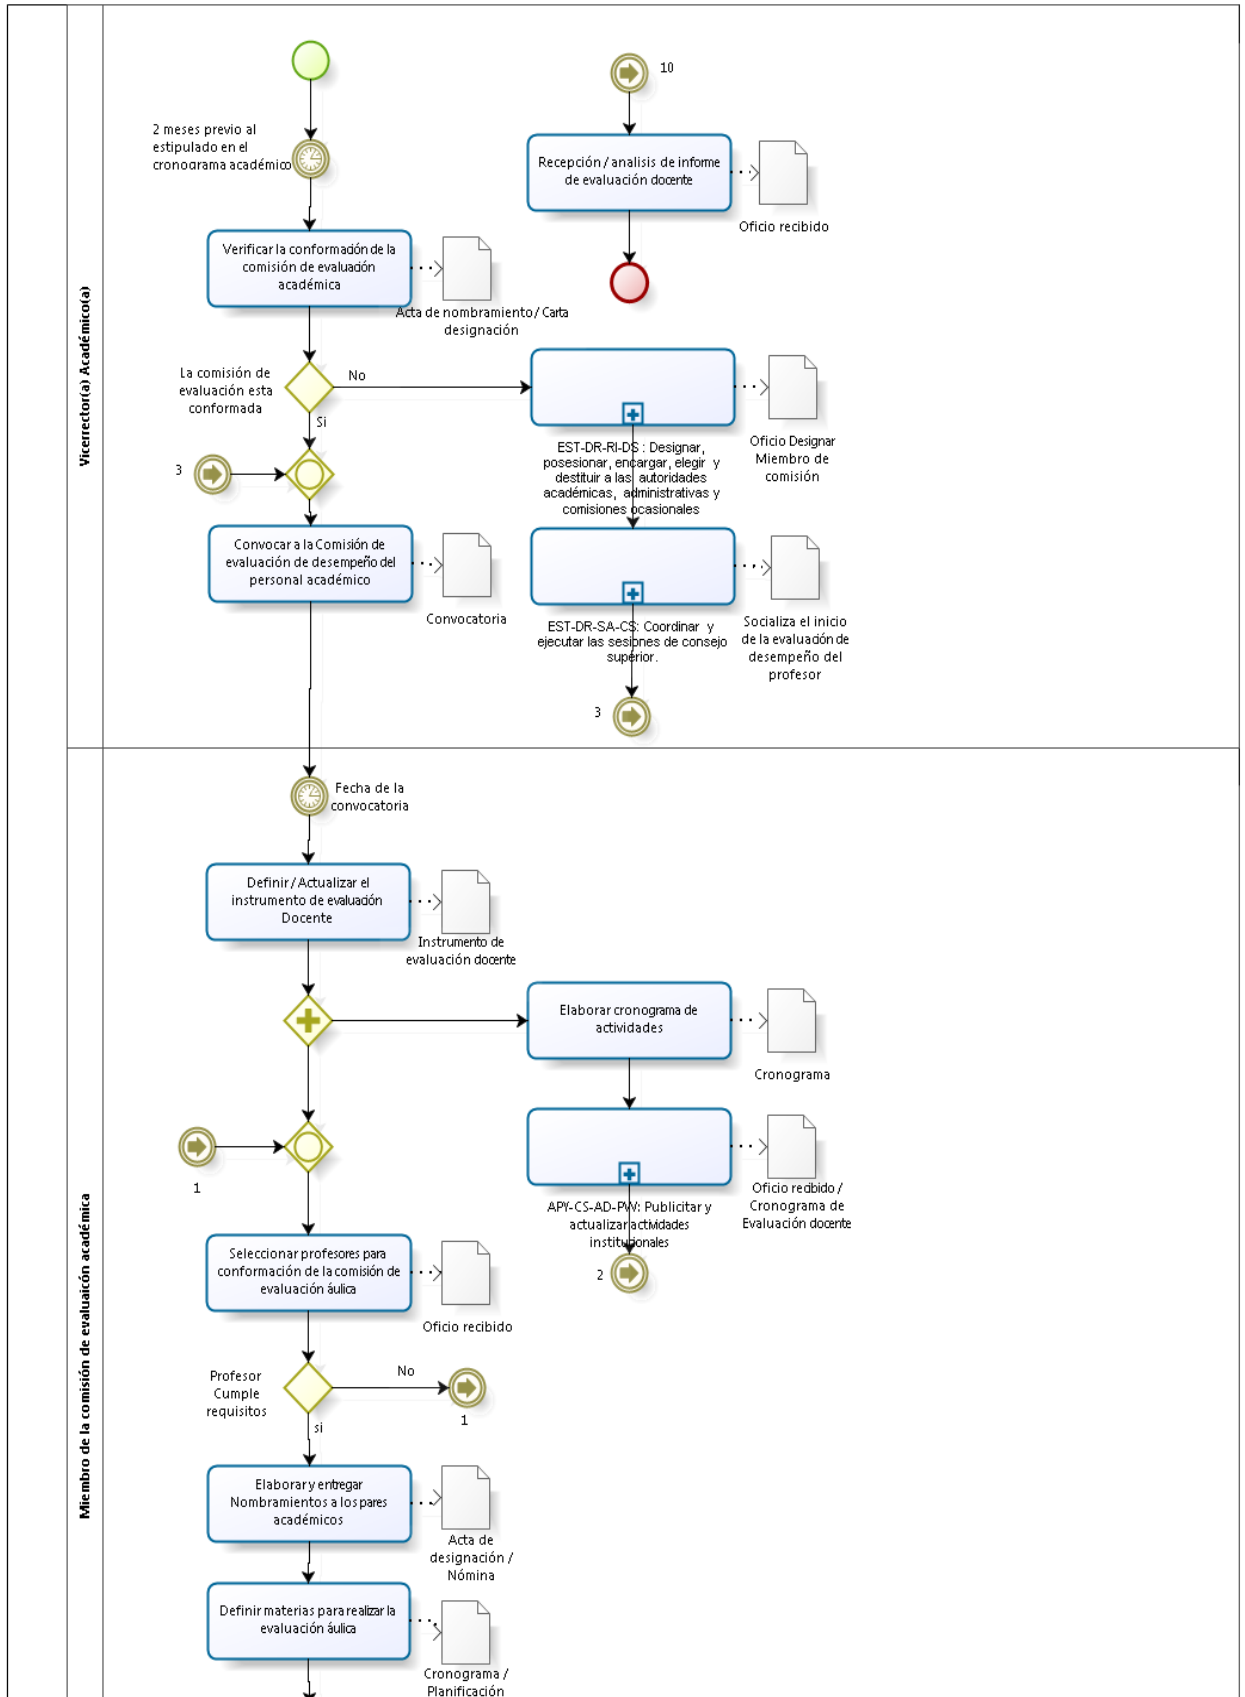 Vicerrector(a) Académico(a)
2 meses previo al
estipulado en el
cronograma académico
10
Recepción / analisis de informe
de evaluación docente
Oficio recibido
Verificar la conformación de la
comisión de evaluación
académica
Acta de nombramiento / Carta
designación
La comisión de
evaluación esta
conformada
No
Si
EST-DR-RI-DS : Designar,
posesionar, encargar, elegir y
destituir a las autoridades
académicas, administrativas y
comisiones ocasionales
Oficio Designar
Miembro de
comisión
3
Convocar a la Comisión de
evaluación de desempeño del
personal académico
Convocatoria
EST-DR-SA-CS: Coordinar y
ejecutar las sesiones de consejo
superior.
Socializa el inicio
de la evaluación de
desempeño del
profesor
3
Miembro de la comisión de evaluaicón académica
Fecha de la
convocatoria
Definir / Actualizar el
instrumento de evaluación
Docente
Instrumento de
evaluación docente
Elaborar cronograma de
actividades
Cronograma
1
APY-CS-AD-PW: Publicitar y
actualizar actividades
institucionales
Oficio recibido /
Cronograma de
Evaluación docente
2
Seleccionar profesores para
conformación de la comisión de
evaluación áulica
Oficio recibido
Profesor
Cumple
requisitos
No
1
si
Elaborar y entregar
Nombramientos a los pares
académicos
Acta de
designación /
Nómina
Definir materias para realizar la
evaluación áulica
Cronograma /
Planificación